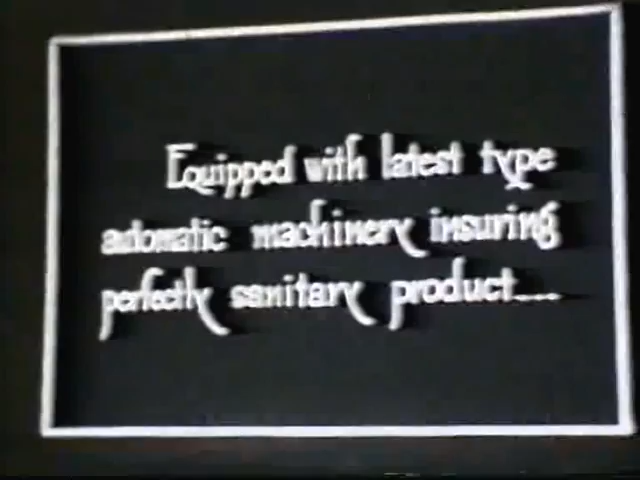 Equipped with latest type
automatic machinery insuring
perfectly sanitary product....